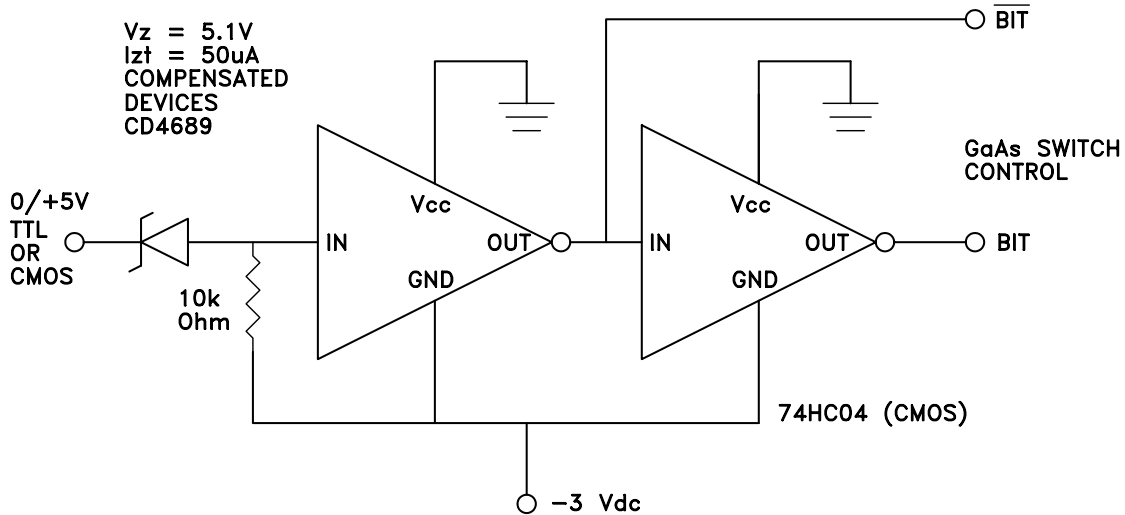 Vz = 5.1V
Izt = 50uA
COMPENSATED
DEVICES
CD4689
BIT
GaAs SWITCH
CONTROL
0/+5V
TTL
OR
CMOS
10k
Ohm
IN
Vcc
OUT
GND
IN
Vcc
OUT
GND
BIT
74HC04 (CMOS)
-3 Vdc